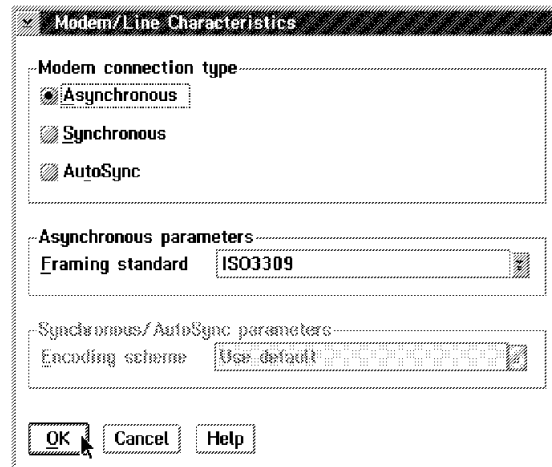 Modem/Line Characteristics
Modem connection type
Asynchronous
Synchronous
AutoSync
Asynchronous parameters
Framing standard ISO3309
Synchronous/AutoSync parameters
Encoding scheme Use default
OK Cancel Help